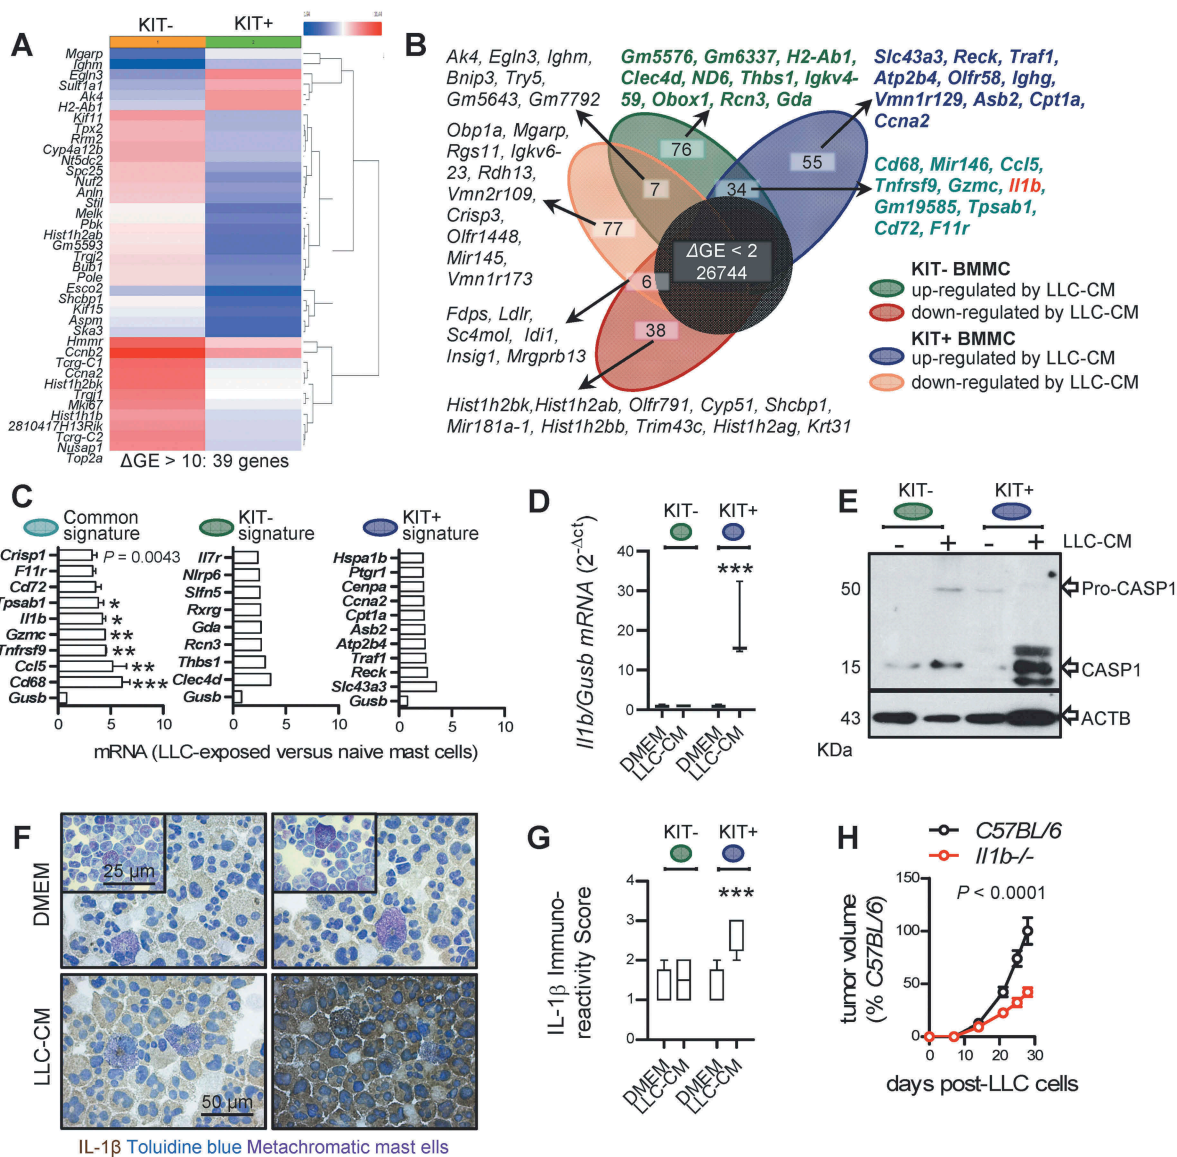 A
KIT-
KIT+
1
2
Mgarp
Ighm
Egln3
Sult1a1
Ak4
H2-Ab1
Kif11
Tpx2
Rrm2
Cyp4a12b
Nt5dc2
Spc25
Nuf2
Anln
Stil
Melk
Pbk
Hist1h2ab
Gm5593
Trgj2
Bub1
Pole
Esco2
Shcbp1
Kif15
Aspm
Ska3
Hmmr
Ccnb2
Tcrg-C1
Ccna2
Hist1h2bk
Trgj1
Mki67
Hist1h1b
2810417H13Rik
Tcrg-C2
Nusap1
Top2a
ΔGE > 10: 39 genes
B
Ak4, Egln3, Ighm,
Bnip3, Try5,
Gm5643, Gm7792
Gm5576, Gm6337, H2-Ab1,
Clec4d, ND6, Thbs1, Igkv4-
59, Obox1, Rcn3, Gda
Slc43a3, Reck, Traf1,
Atp2b4, Olfr58, Ighg,
Vmn1r129, Asb2, Cpt1a,
Ccna2
Obp1a, Mgarp,
Rgs11, Igkv6-
23, Rdh13,
Vmn2r109,
Crisp3,
Olfr1448,
Mir145,
Vmn1r173
Cd68, Mir146, Ccl5,
Tnfrsf9, Gzmc, Il1b,
Gm19585, Tpsab1,
Cd72, F11r
76
55
7
34
77
ΔGE < 2
26744
6
38
Fdps, Ldlr,
Sc4mol, Idi1,
Insig1, Mrgprb13
Hist1h2bk,Hist1h2ab, Olfr791, Cyp51, Shcbp1,
Mir181a-1, Hist1h2bb, Trim43c, Hist1h2ag, Krt31
KIT- BMMC
up-regulated by LLC-CM
down-regulated by LLC-CM
KIT+ BMMC
up-regulated by LLC-CM
down-regulated by LLC-CM
C
Common
signature
Crisp1
P = 0.0043
F11r
Cd72
Tpsab1 *
Il1b *
Gzmc **
Tnfrsf9 **
Ccl5 **
Cd68 ***
Gusb
0 5 10
KIT-
signature
Il7r
Nlrp6
Slfn5
Rxrg
Gda
Rcn3
Thbs1
Clec4d
Gusb
0 5 10
KIT+
signature
Hspa1b
Ptgr1
Cenpa
Ccna2
Cpt1a
Asb2
Atp2b4
Traf1
Reck
Slc43a3
Gusb
0 5 10
mRNA (LLC-exposed versus naive mast cells)
D
Il1b/Gusb mRNA (2^-Δct)
KIT- KIT+
***
40
30
20
10
0
DMEM
LLC-CM
DMEM
LLC-CM
E
KIT- KIT+
- + - + LLC-CM
50 Pro-CASP1
15 CASP1
43 ACTB
KDa
F
DMEM
25 µm
LLC-CM
50 µm
IL-1β Toluidine blue Metachromatic mast ells
G
IL-1β Immuno-
reactivity Score
KIT- KIT+
***
4
3
2
1
0
DMEM
LLC-CM
DMEM
LLC-CM
H
C57BL/6
Il1b-/-
P < 0.0001
tumor volume
(% C57BL/6)
150
100
50
0
0 10 20 30
days post-LLC cells